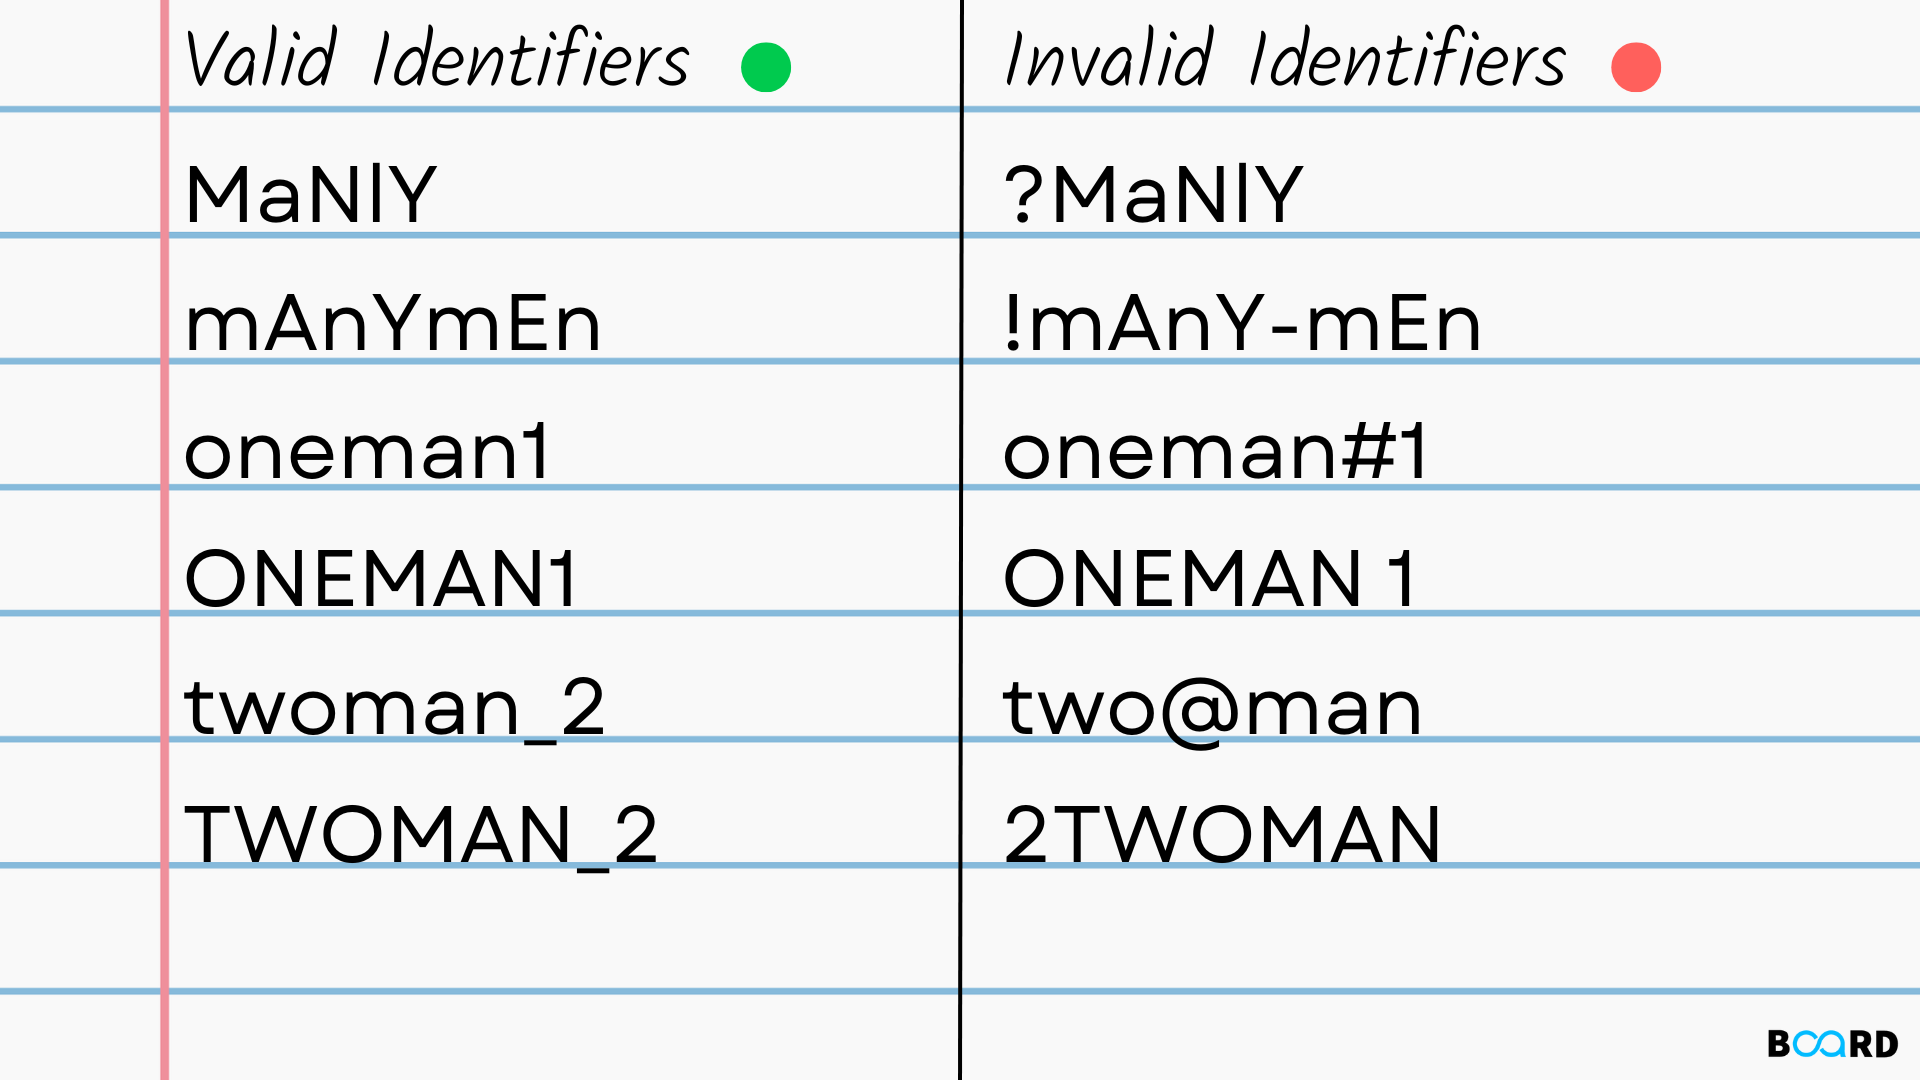 Valid Identifiers
MaNlY
mAnYmEn
oneman1
ONEMAN1
twoman_2
TWOMAN_2
Invalid Identifiers
?MaNlY
!mAnY-mEn
oneman#1
ONEMAN 1
two@man
2TWOMAN
BOARD